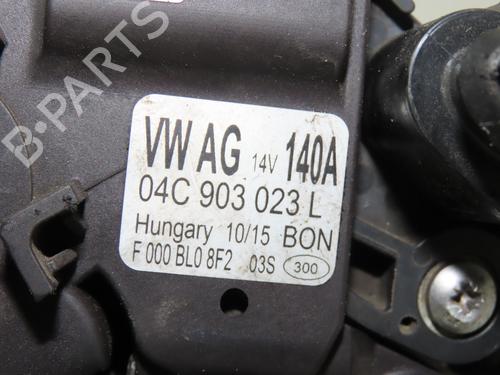 VW AG 14V 140A
04C 903 023 L
Hungary 10/15 BON
F 000 BL0 8F2 03S 300
B-PARTS